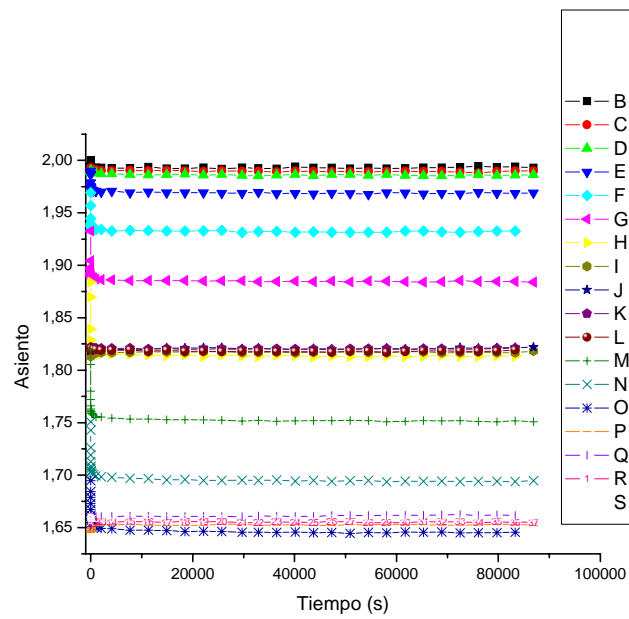 B
C
D
E
F
G
H
I
J
K
L
M
N
O
P
Q
R
S
2,00
1,95
1,90
1,85
1,80
1,75
1,70
1,65
Asiento
0
20000
40000
60000
80000
100000
Tiempo (s)